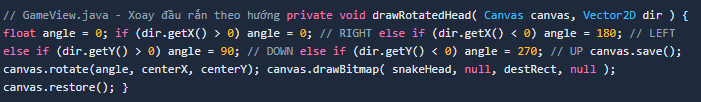 // GameView.java - Xoay đầu rắn theo hướng private void drawRotatedHead( Canvas canvas, Vector2D dir ) {
float angle = 0; if (dir.getX() > 0) angle = 0; // RIGHT else if (dir.getX() < 0) angle = 180; // LEFT
else if (dir.getY() > 0) angle = 90; // DOWN else if (dir.getY() < 0) angle = 270; // UP canvas.save();
canvas.rotate(angle, centerX, centerY); canvas.drawBitmap( snakeHead, null, destRect, null );
canvas.restore(); }